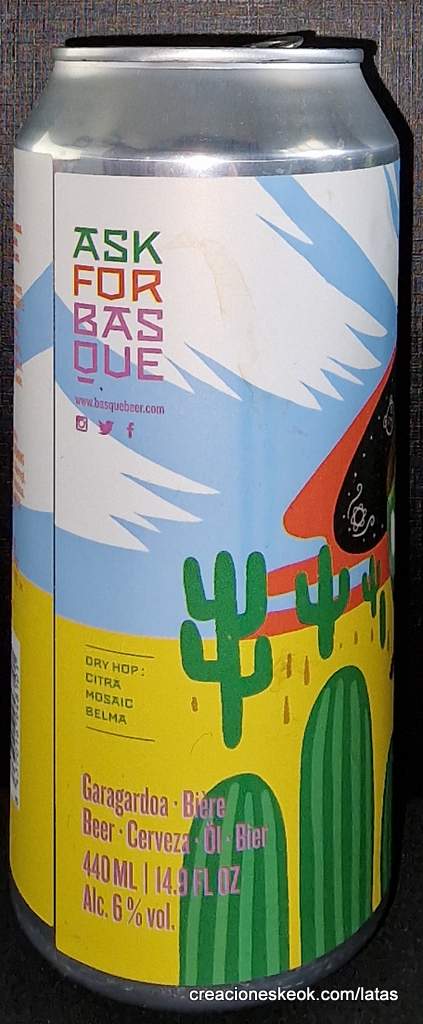 ASK
FOR
BAS
QUE
www.basquebeer.com
DRY HOP:
CITRA
MOSAIC
BELMA
Garagardoa · Bière
Beer · Cerveza · Öl · Bier
440 ML | 14.9 FL OZ
Alc. 6 % vol.
creacioneskeok.com/latas